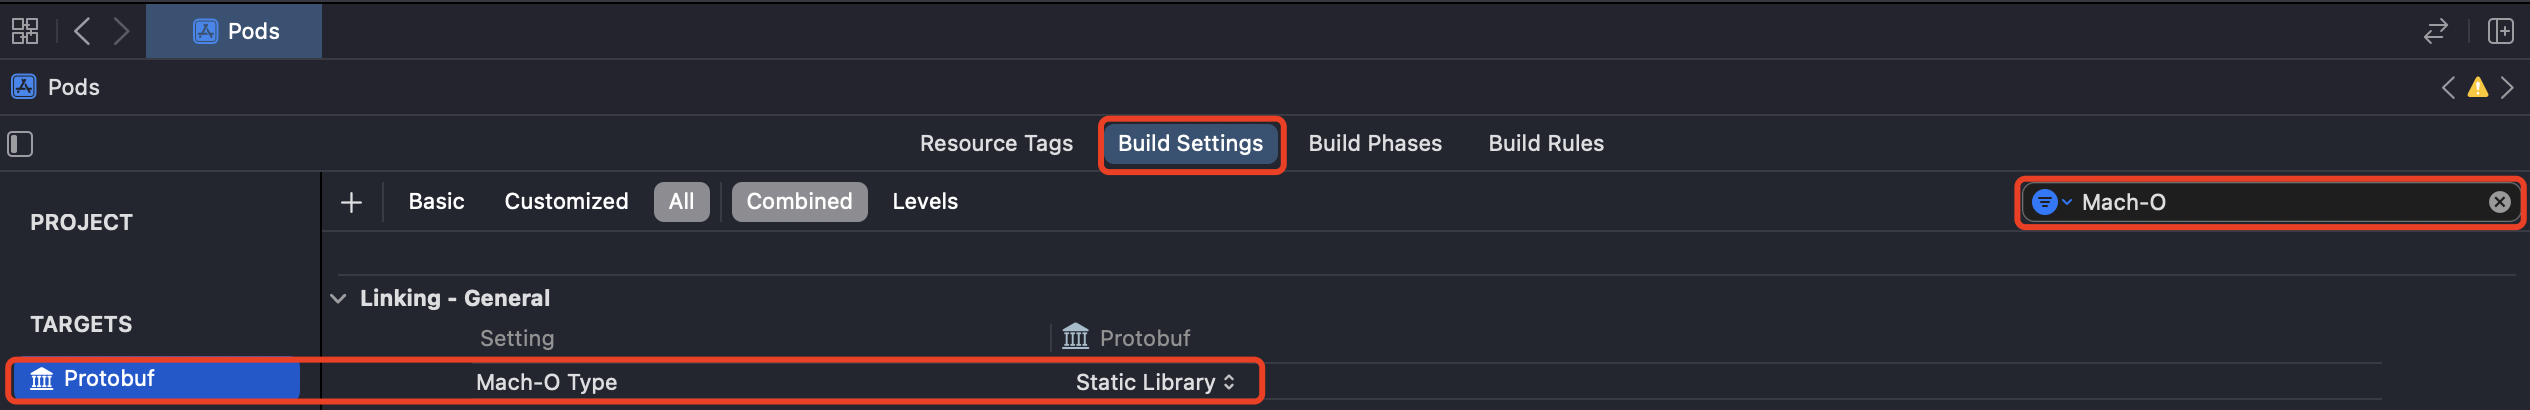 Pods
Pods
Resource Tags Build Settings Build Phases Build Rules
PROJECT
TARGETS
Protobuf
Basic Customized All Combined Levels
Mach-O
Linking - General
Setting Protobuf
Mach-O Type Static Library